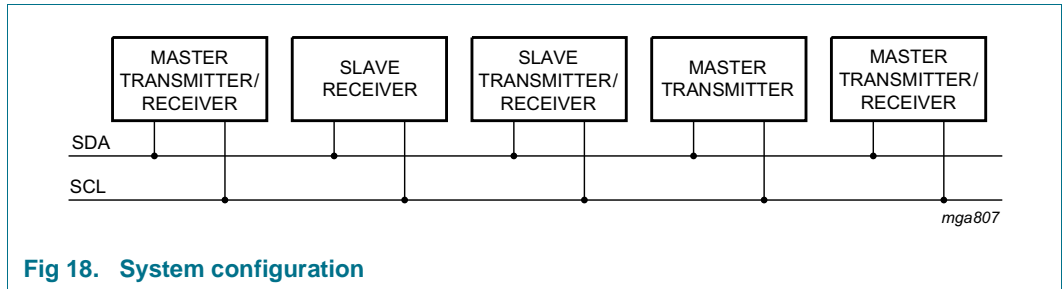 MASTER
TRANSMITTER/
RECEIVER
SLAVE
RECEIVER
SLAVE
TRANSMITTER/
RECEIVER
MASTER
TRANSMITTER
MASTER
TRANSMITTER/
RECEIVER
SDA
SCL
mga807
Fig 18. System configuration